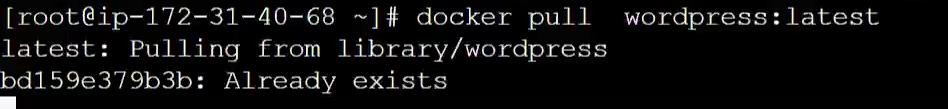 [root@ip-172-31-40-68 ~]# docker pull  wordpress:latest
latest: Pulling from library/wordpress
bd159e379b3b: Already exists